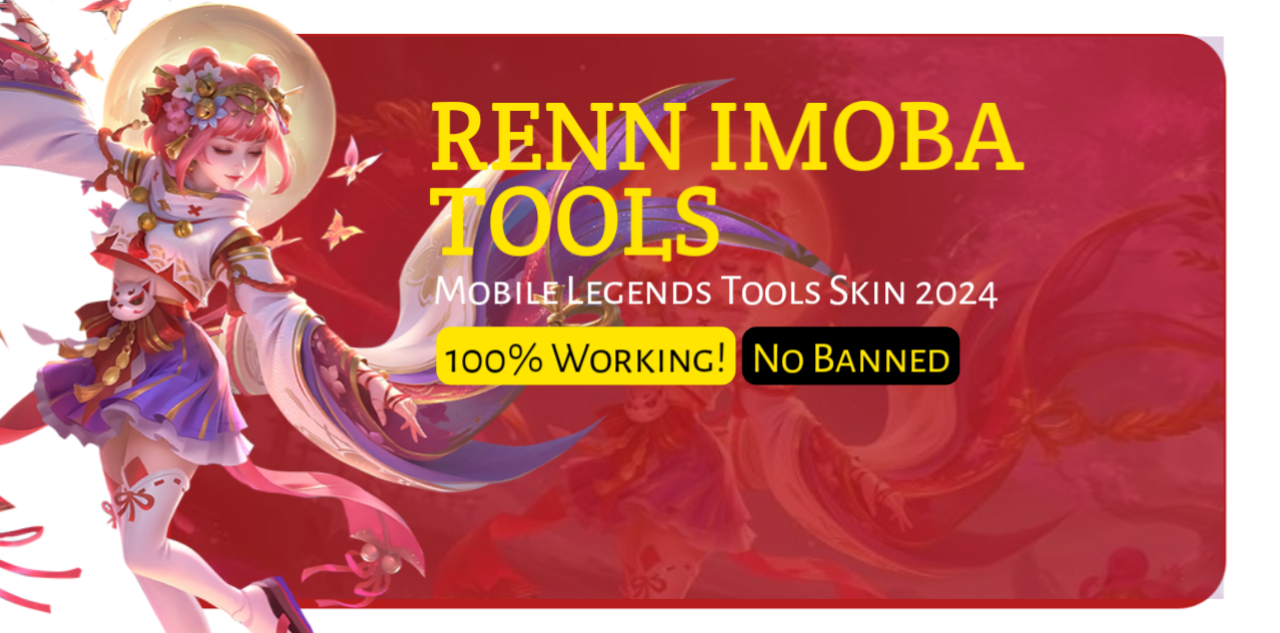 RENN IMOBA
TOOLS
Mobile Legends Tools Skin 2024
100% Working!
No Banned